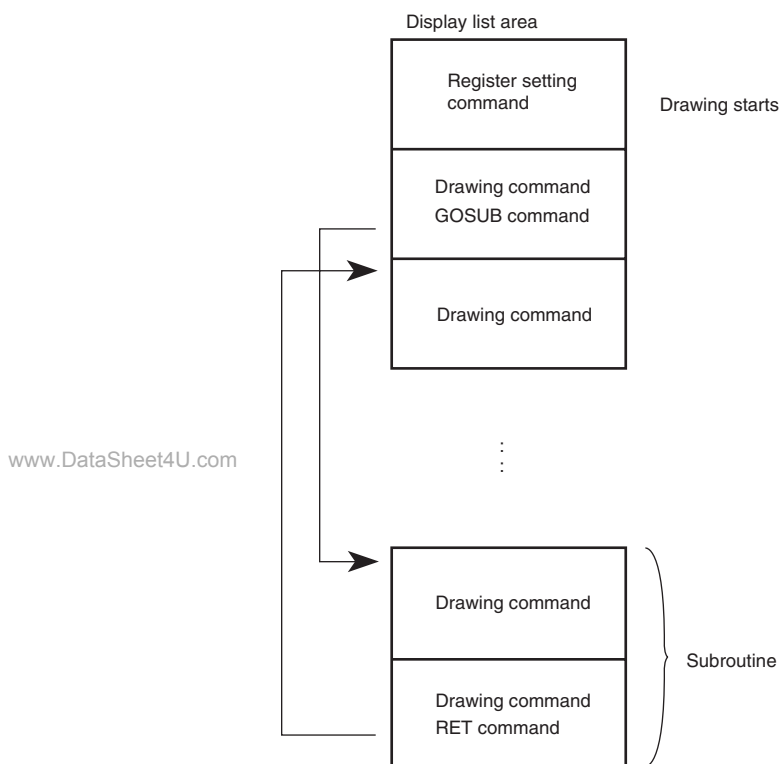 Display list area
Register setting
command
Drawing starts
Drawing command
GOSUB command
Drawing command
www.DataSheet4U.com
Drawing command
Subroutine
Drawing command
RET command